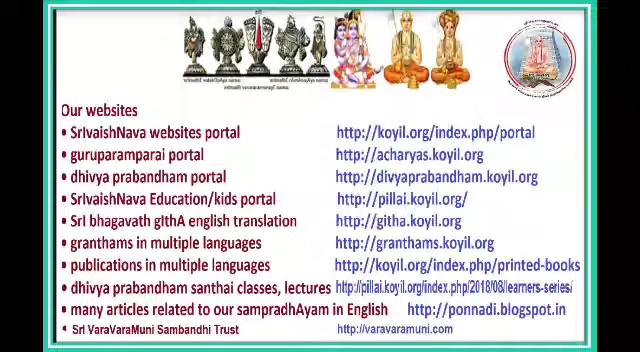 Our websites
• SrIvaishNava websites portal http://koyil.org/index.php/portal
• guruparamparai portal http://acharyas.koyil.org
• dhivya prabandham portal http://divyaprabandham.koyil.org
• SrIvaishNava Education/kids portal http://pillai.koyil.org/
• SrI bhagavath gIthA english translation http://githa.koyil.org
• granthams in multiple languages http://granthams.koyil.org
• publications in multiple languages http://koyil.org/index.php/printed-books
• dhivya prabandham santhai classes, lectures http://pillai.koyil.org/index.php/2018/08/learners-series/
• many articles related to our sampradhAyam in English http://ponnadi.blogspot.in
• SrI VaraVaraMuni Sambandhi Trust http://varavaramuni.com